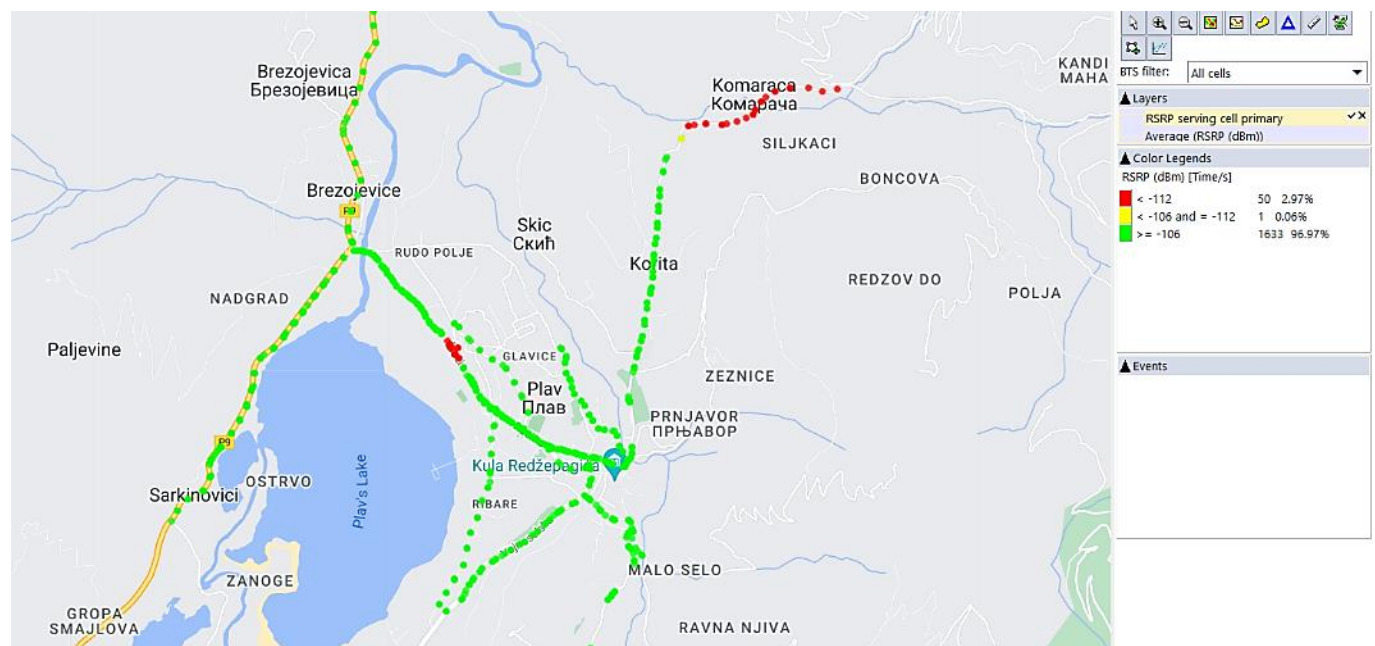 Brezojevica
Брезојевица
Brezojevice
P9
RUDO POLJE
NADGRAD
Paljevine
Skic
Скић
Komaraca
Комарача
KANDI
MAHA
SILJKACI
BONCOVA
Korita
REDZOV DO
POLJA
GLAVICE
Plav
Плав
ZEZNICE
PRNJAVOR
ПРЊАВОР
Kula Redžepagića
P9
Sarkinovici
OSTRVO
Plav's Lake
RIBARE
ZANOGE
MALO SELO
GROPA
SMAJLOVA
RAVNA NJIVA
BTS filter: All cells
Layers
RSRP serving cell primary
Average (RSRP (dBm))
Color Legends
RSRP (dBm) [Time/s]
< -112 50 2.97%
< -106 and = -112 1 0.06%
>= -106 1633 96.97%
Events